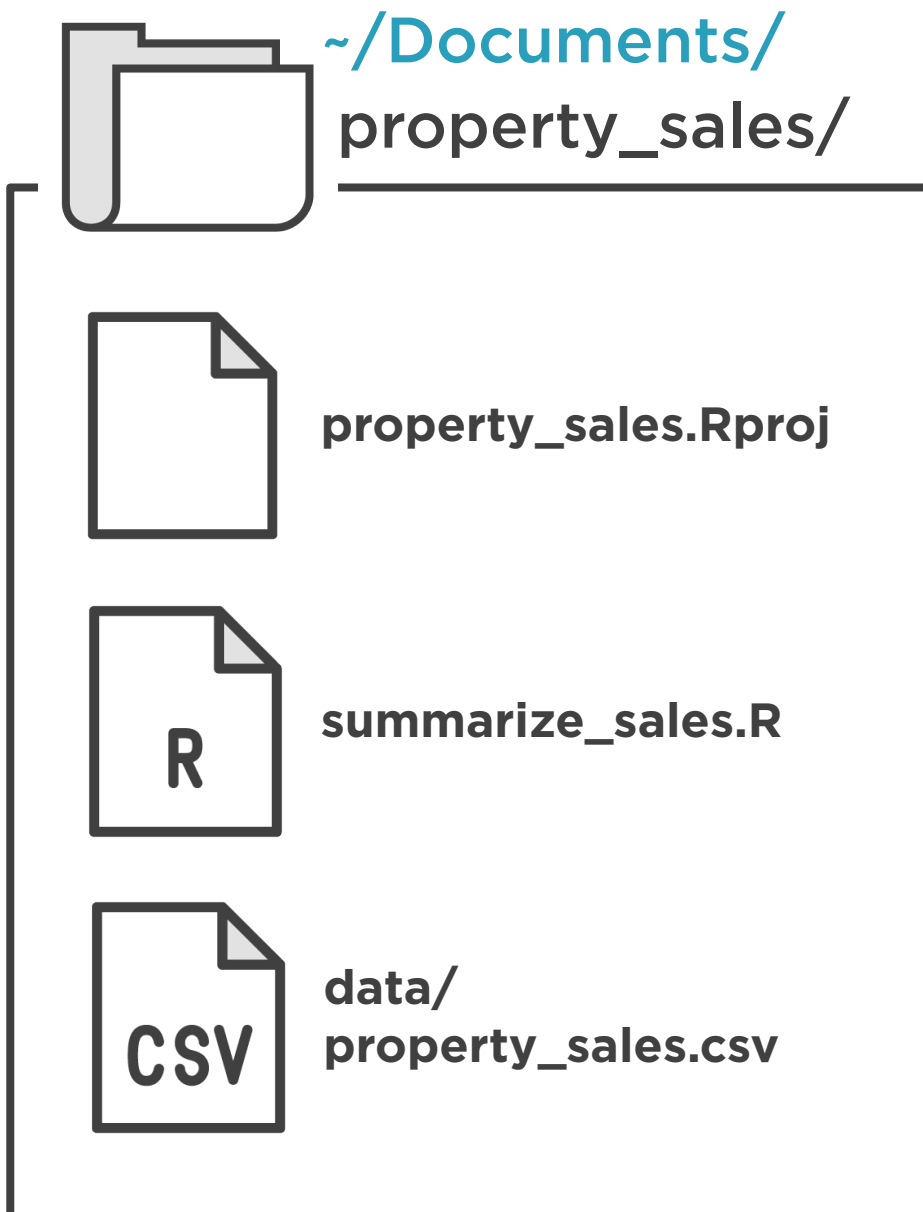 ~/Documents/
property_sales/
property_sales.Rproj
R
summarize_sales.R
CSV
data/
property_sales.csv